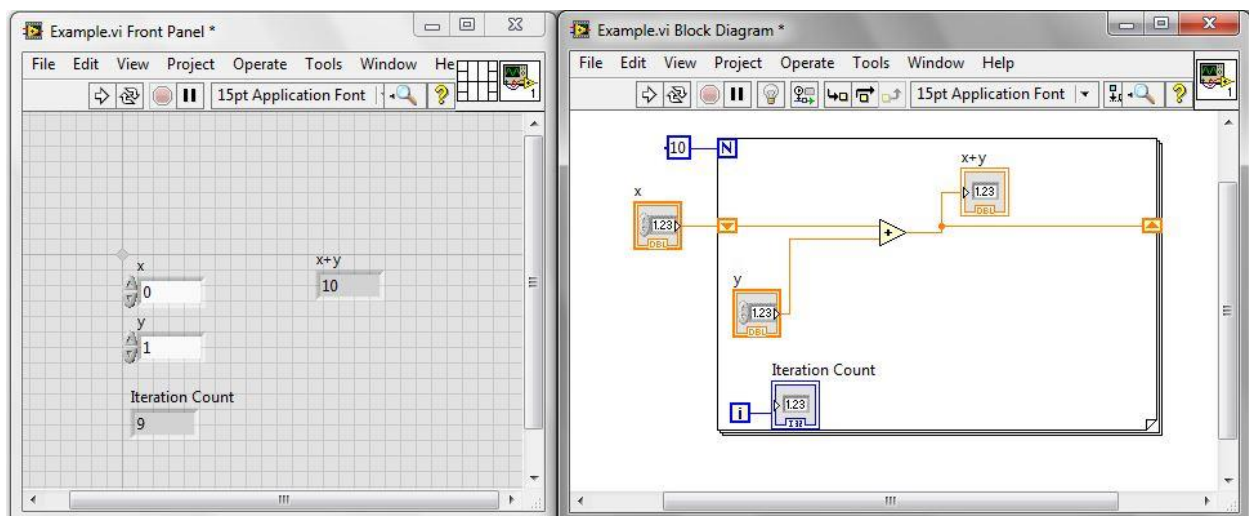 Example.vi Front Panel *
File Edit View Project Operate Tools Window He
15pt Application Font
1
x
0
y
1
x+y
10
Iteration Count
9
Example.vi Block Diagram *
File Edit View Project Operate Tools Window Help
15pt Application Font
1
10 N
x
1.23
DBL
x+y
1.23
DBL
y
1.23
DBL
+
Iteration Count
i
1.23
I32